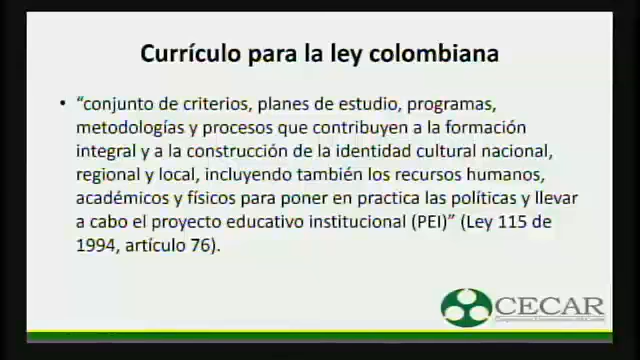 Currículo para la ley colombiana
• “conjunto de criterios, planes de estudio, programas,
metodologías y procesos que contribuyen a la formación
integral y a la construcción de la identidad cultural nacional,
regional y local, incluyendo también los recursos humanos,
académicos y físicos para poner en practica las políticas y llevar
a cabo el proyecto educativo institucional (PEI)” (Ley 115 de
1994, artículo 76).
CECAR